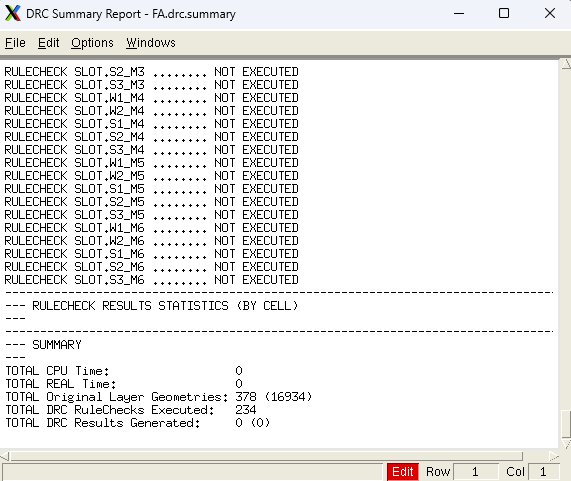 DRC Summary Report - FA.drc.summary
File Edit Options Windows
RULECHECK SLOT.S2_M3 ........ NOT EXECUTED
RULECHECK SLOT.S3_M3 ........ NOT EXECUTED
RULECHECK SLOT.W1_M4 ........ NOT EXECUTED
RULECHECK SLOT.W2_M4 ........ NOT EXECUTED
RULECHECK SLOT.S1_M4 ........ NOT EXECUTED
RULECHECK SLOT.S2_M4 ........ NOT EXECUTED
RULECHECK SLOT.S3_M4 ........ NOT EXECUTED
RULECHECK SLOT.W1_M5 ........ NOT EXECUTED
RULECHECK SLOT.W2_M5 ........ NOT EXECUTED
RULECHECK SLOT.S1_M5 ........ NOT EXECUTED
RULECHECK SLOT.S2_M5 ........ NOT EXECUTED
RULECHECK SLOT.S3_M5 ........ NOT EXECUTED
RULECHECK SLOT.W1_M6 ........ NOT EXECUTED
RULECHECK SLOT.W2_M6 ........ NOT EXECUTED
RULECHECK SLOT.S1_M6 ........ NOT EXECUTED
RULECHECK SLOT.S2_M6 ........ NOT EXECUTED
RULECHECK SLOT.S3_M6 ........ NOT EXECUTED
----------------------------------------------------------------------------------
--- RULECHECK RESULTS STATISTICS (BY CELL)
---
----------------------------------------------------------------------------------
--- SUMMARY
---
TOTAL CPU Time: 0
TOTAL REAL Time: 0
TOTAL Original Layer Geometries: 378 (16934)
TOTAL DRC RuleChecks Executed: 234
TOTAL DRC Results Generated: 0 (0)
Edit Row 1 Col 1